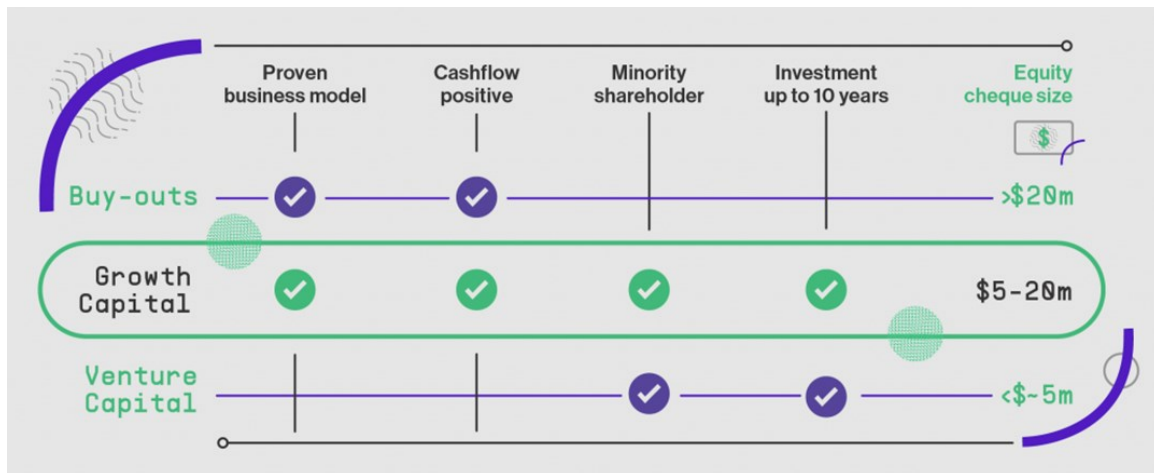 Proven
business model
Cashflow
positive
Minority
shareholder
Investment
up to 10 years
Equity
cheque size
$
Buy-outs
>$20m
Growth
Capital
$5-20m
Venture
Capital
<$~5m